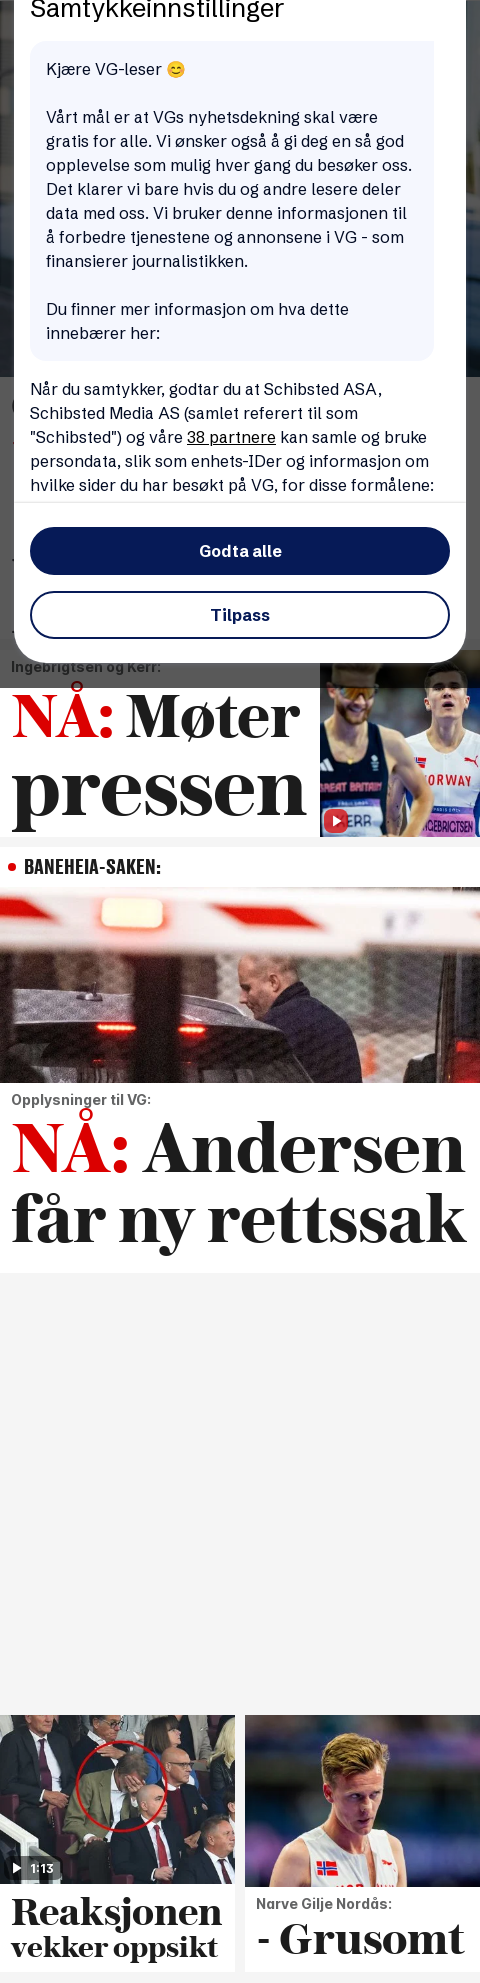 Samtykkeinnstillinger
Kjære VG-leser 😊
Vårt mål er at VGs nyhetsdekning skal være
gratis for alle. Vi ønsker også å gi deg en så god
opplevelse som mulig hver gang du besøker oss.
Det klarer vi bare hvis du og andre lesere deler
data med oss. Vi bruker denne informasjonen til
å forbedre tjenestene og annonsene i VG - som
finansierer journalistikken.
Du finner mer informasjon om hva dette
innebærer her:
Når du samtykker, godtar du at Schibsted ASA,
Schibsted Media AS (samlet referert til som
"Schibsted") og våre 38 partnere kan samle og bruke
persondata, slik som enhets-IDer og informasjon om
hvilke sider du har besøkt på VG, for disse formålene:
Godta alle
Tilpass
Ingebrigtsen og Kerr:
NÅ: Møter
pressen
GREAT BRITAIN
KERR
NORWAY
INGEBRIGTSEN
BANEHEIA-SAKEN:
Opplysninger til VG:
NÅ: Andersen
får ny rettssak
1:13
Reaksjonen
vekker oppsikt
Narve Gilje Nordås:
- Grusomt